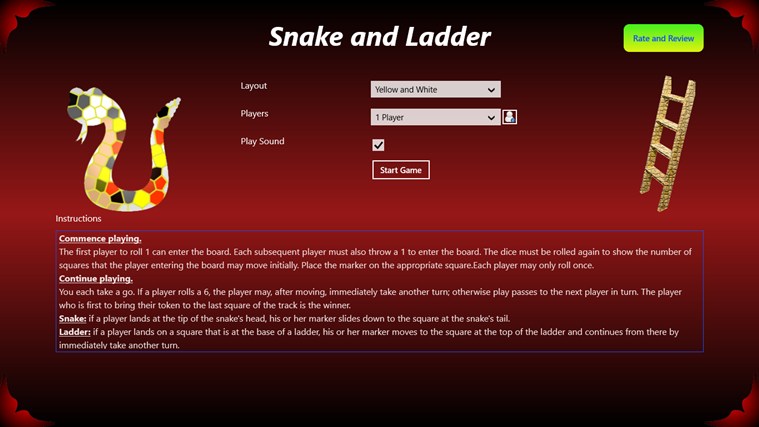 Snake and Ladder
Rate and Review
Layout
Yellow and White
Players
1 Player
Play Sound
Start Game
Instructions
Commence playing.
The first player to roll 1 can enter the board. Each subsequent player must also throw a 1 to enter the board. The dice must be rolled again to show the number of
squares that the player entering the board may move initially. Place the marker on the appropriate square.Each player may only roll once.
Continue playing.
You each take a go. If a player rolls a 6, the player may, after moving, immediately take another turn; otherwise play passes to the next player in turn. The player
who is first to bring their token to the last square of the track is the winner.
Snake: if a player lands at the tip of the snake's head, his or her marker slides down to the square at the snake's tail.
Ladder: if a player lands on a square that is at the base of a ladder, his or her marker moves to the square at the top of the ladder and continues from there by
immediately take another turn.